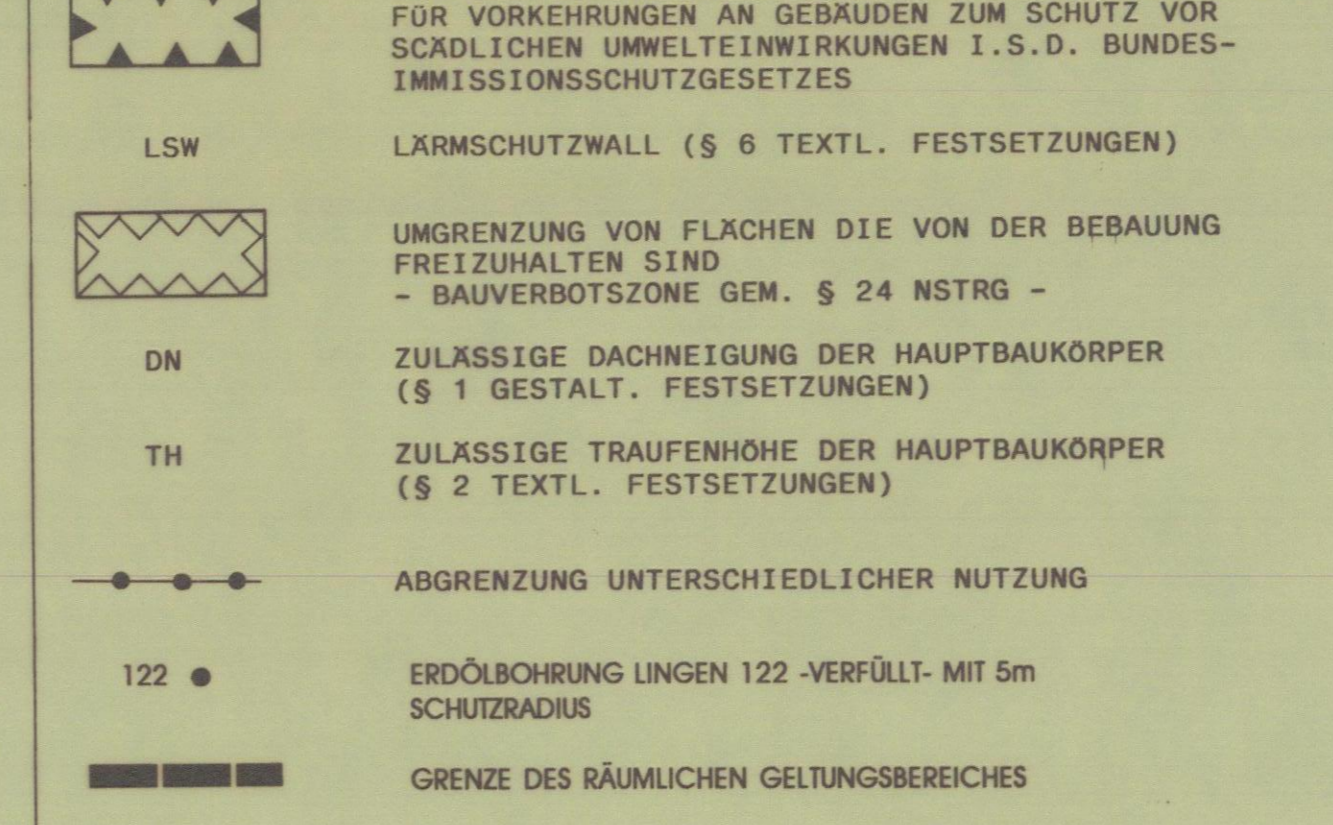 FÜR VORKEHRUNGEN AN GEBÄUDEN ZUM SCHUTZ VOR
SCÄDLICHEN UMWELTEINWIRKUNGEN I.S.D. BUNDES-
IMMISSIONSSCHUTZGESETZES
LSW LÄRMSCHUTZWALL (§ 6 TEXTL. FESTSETZUNGEN)
UMGRENZUNG VON FLÄCHEN DIE VON DER BEBAUUNG
FREIZUHALTEN SIND
- BAUVERBOTSZONE GEM. § 24 NSTRG -
DN ZULÄSSIGE DACHNEIGUNG DER HAUPTBAUKÖRPER
(§ 1 GESTALT. FESTSETZUNGEN)
TH ZULÄSSIGE TRAUFENHÖHE DER HAUPTBAUKÖRPER
(§ 2 TEXTL. FESTSETZUNGEN)
ABGRENZUNG UNTERSCHIEDLICHER NUTZUNG
122 ERDÖLBOHRUNG LINGEN 122 -VERFÜLLT- MIT 5m
SCHUTZRADIUS
GRENZE DES RÄUMLICHEN GELTUNGSBEREICHES